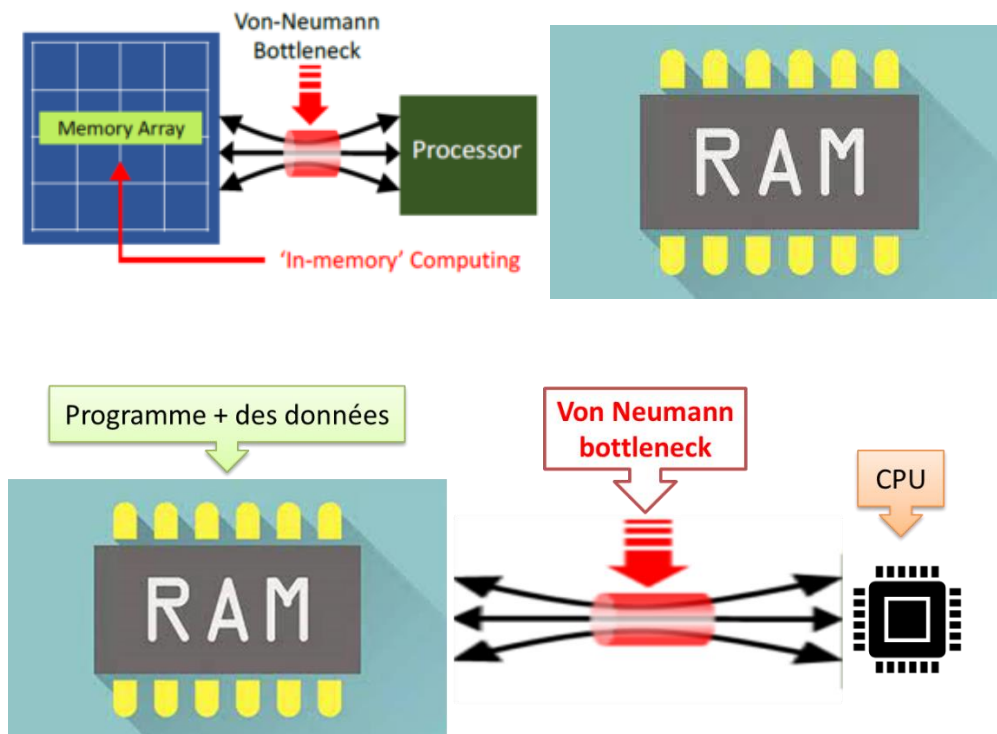 Von-Neumann
Bottleneck
Memory Array
Processor
'In-memory' Computing
RAM
Programme + des données
Von Neumann
bottleneck
CPU
RAM